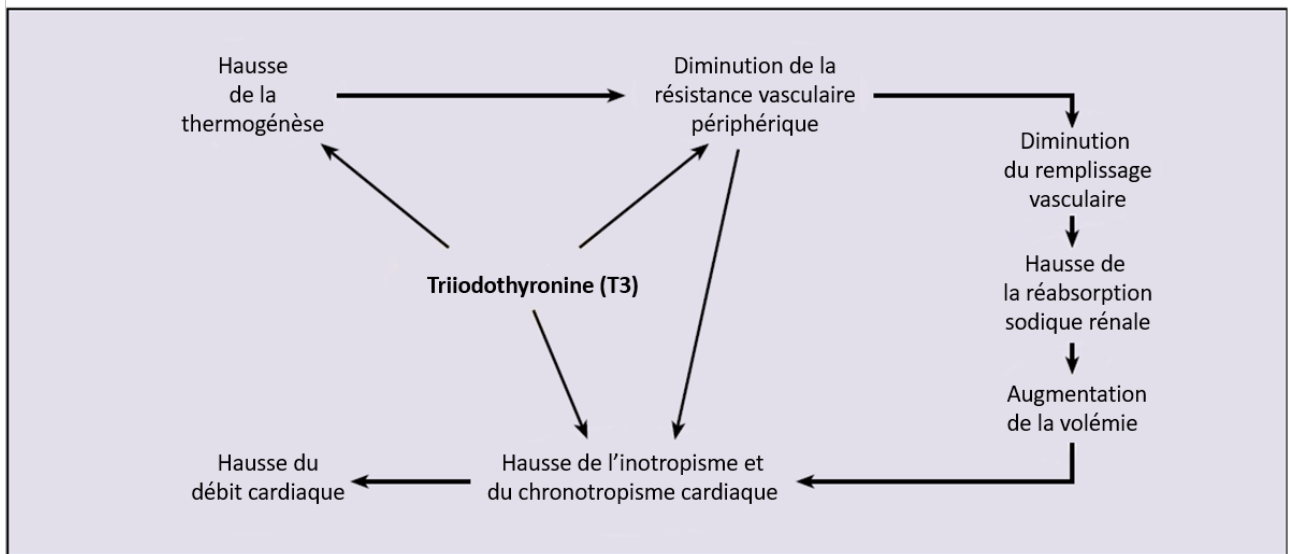 Hausse
de la
thermogénèse
Diminution de la
résistance vasculaire
périphérique
Diminution
du remplissage
vasculaire
Hausse de
la réabsorption
sodique rénale
Augmentation
de la volémie
Triiodothyronine (T3)
Hausse de l’inotropisme et
du chronotropisme cardiaque
Hausse du
débit cardiaque